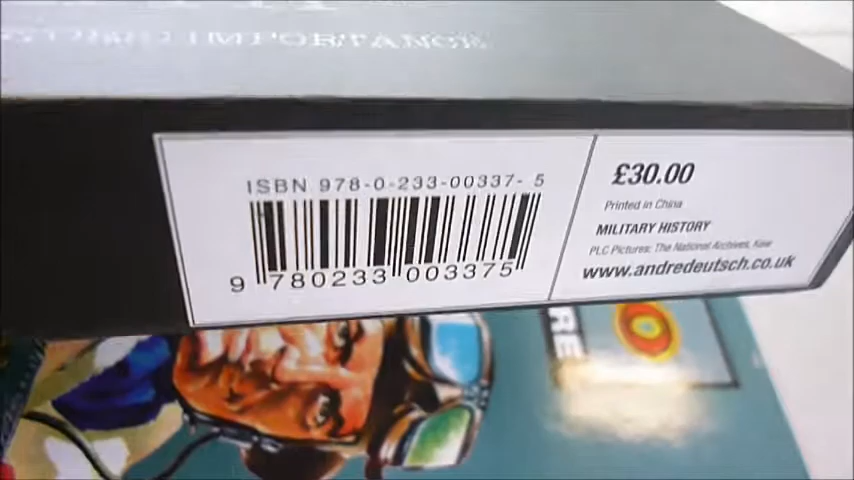 IMPORTANCE
ISBN 978-0-233-00337-5
9 780233 003375
£30.00
Printed in China
MILITARY HISTORY
PLC Pictures: The National Archives, Kew
www.andredeutsch.co.uk